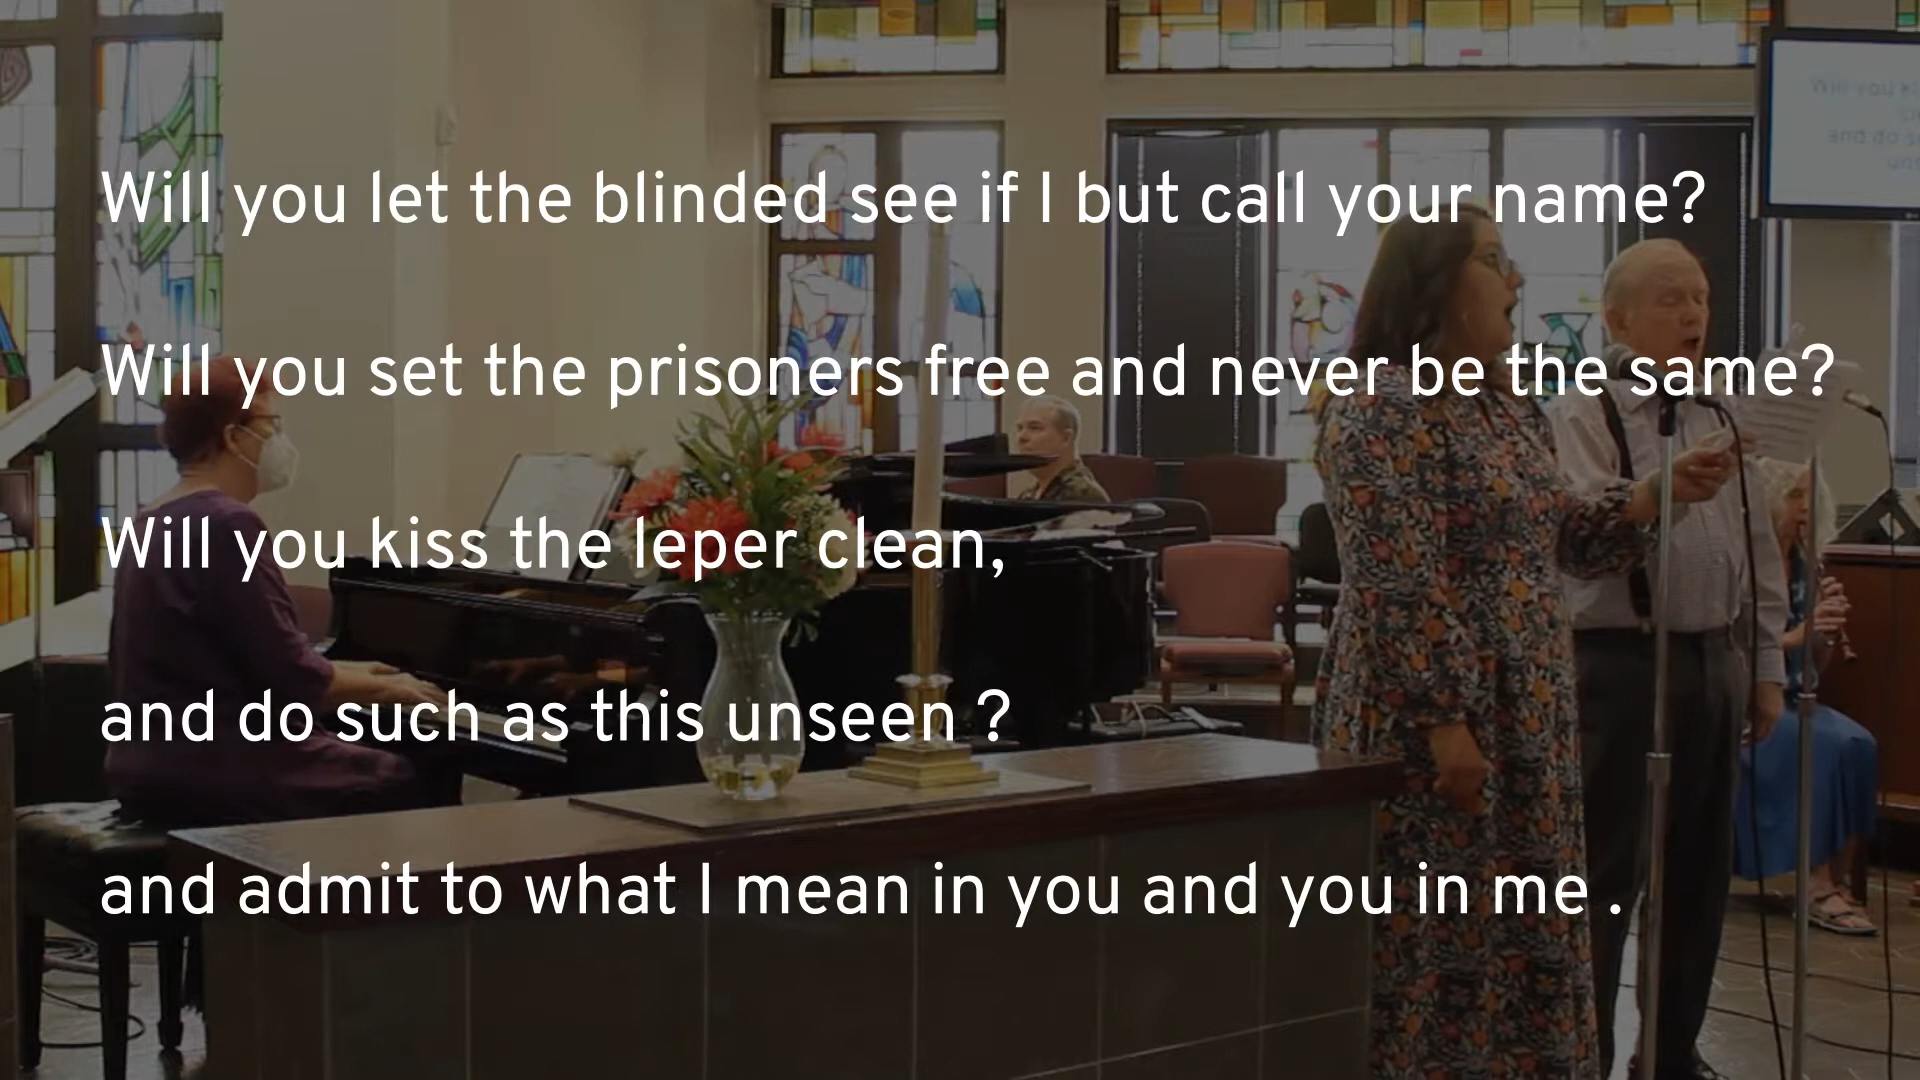 Will you let the blinded see if I but call your name?
Will you set the prisoners free and never be the same?
Will you kiss the leper clean,
and do such as this unseen ?
and admit to what I mean in you and you in me .